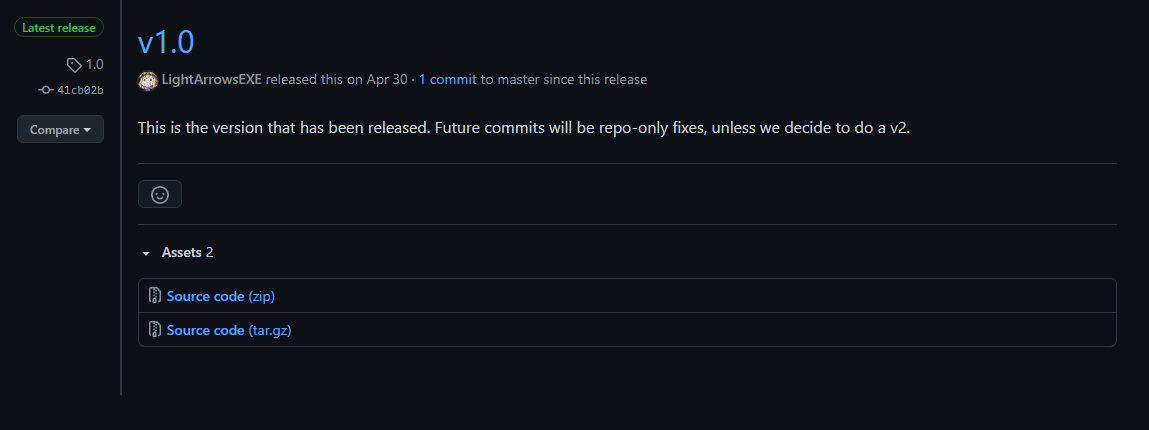 Latest release
v1.0
1.0
LightArrowsEXE released this on Apr 30 · 1 commit to master since this release
41cb02b
Compare
This is the version that has been released. Future commits will be repo-only fixes, unless we decide to do a v2.
Assets 2
Source code (zip)
Source code (tar.gz)